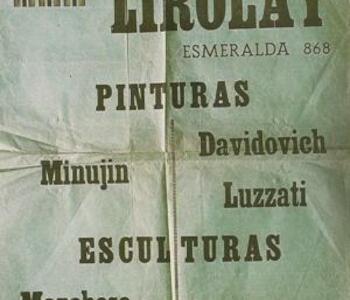 LIROLAY
ESMERALDA 868
PINTURAS
Davidovich
Minujin
Luzzati
ESCULTURAS